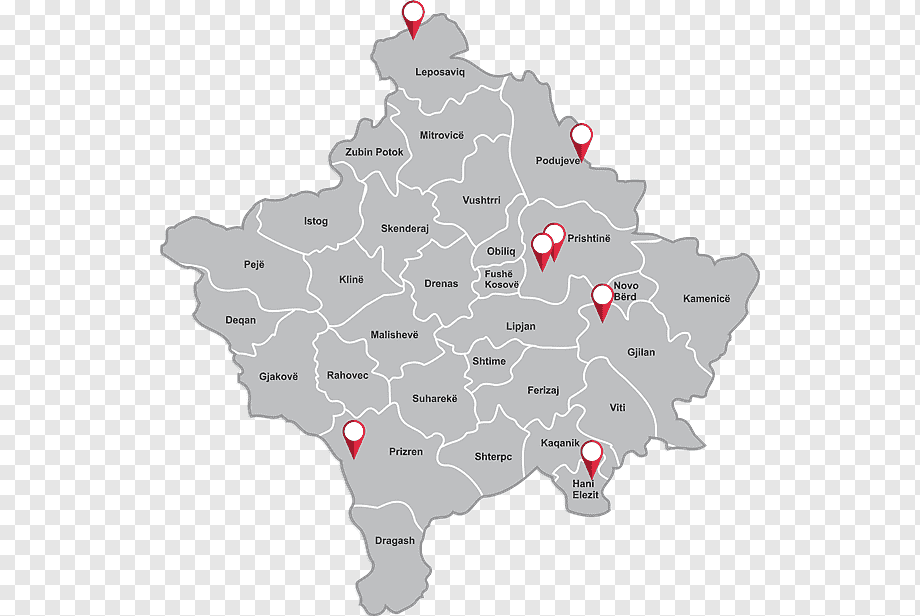 Leposaviq
Mitrovicë
Zubin Potok
Podujeve
Vushtrri
Istog
Skenderaj
Prishtinë
Obiliq
Pejë
Klinë
Drenas
Fushë
Kosovë
Novo
Bërd
Kamenicë
Deqan
Malishevë
Lipjan
Gjilan
Shtime
Gjakovë
Rahovec
Ferizaj
Suharekë
Viti
Kaqanik
Prizren
Shterpc
Hani
Elezit
Dragash